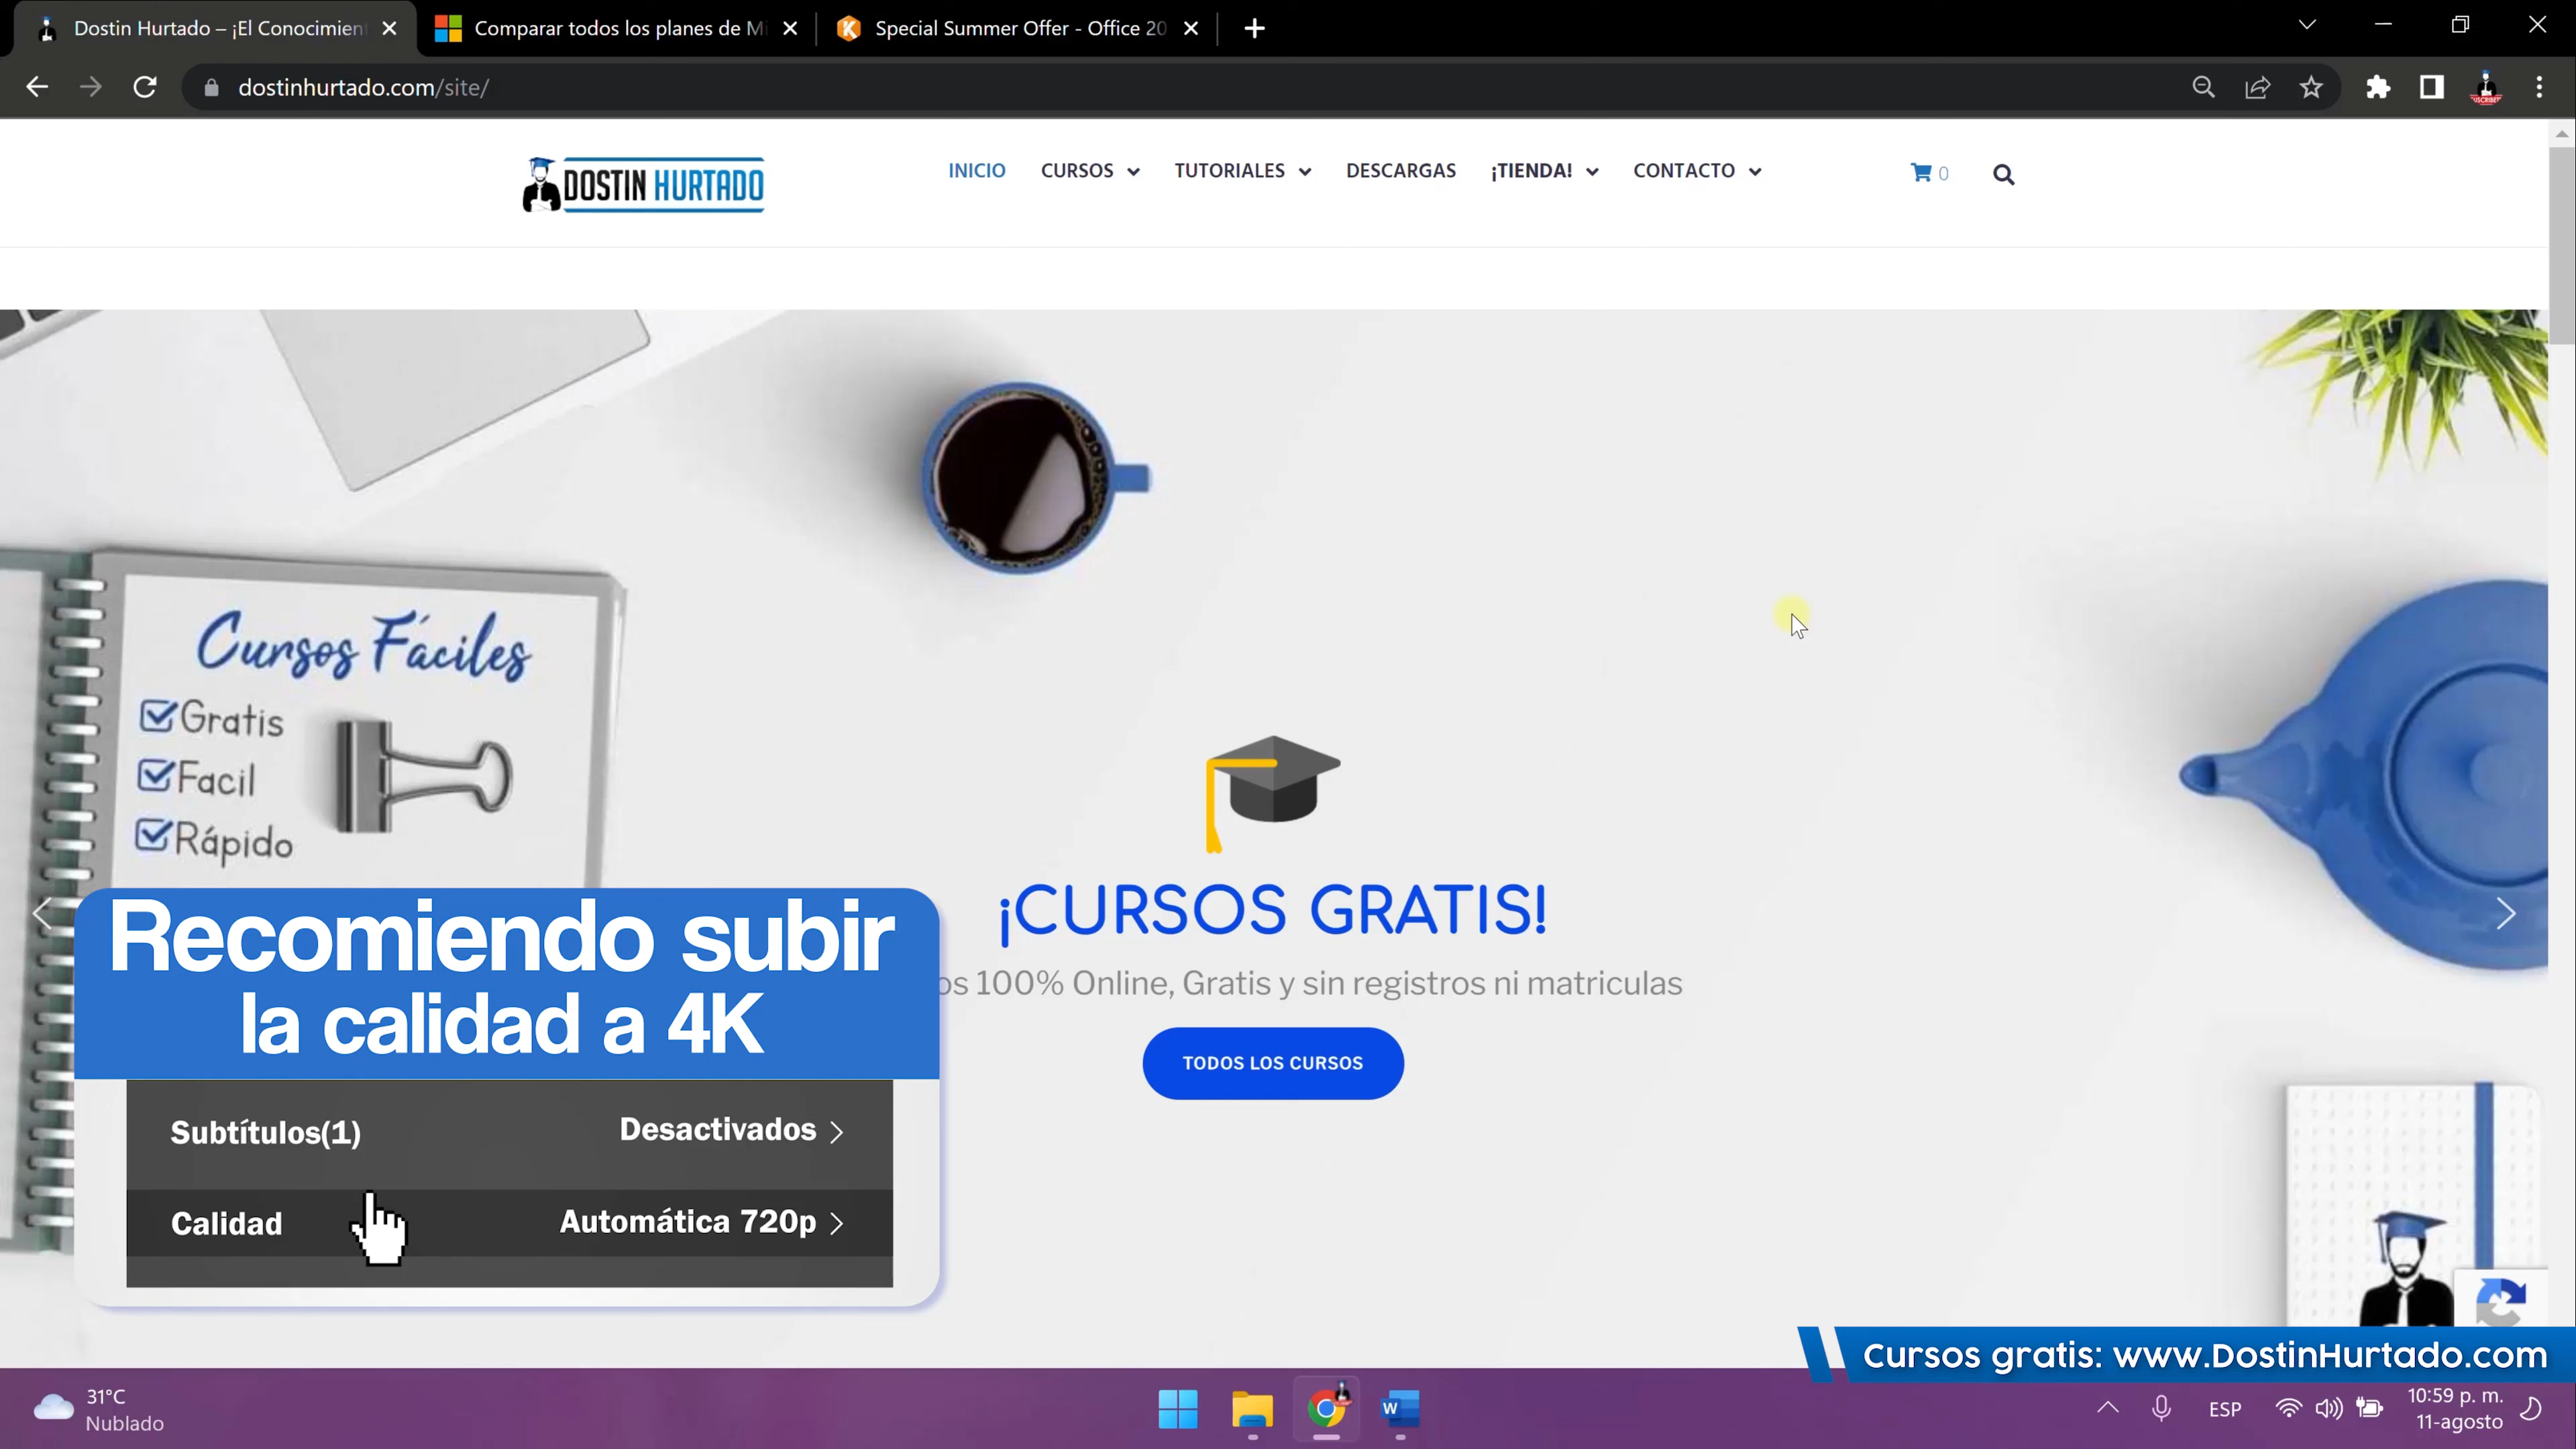 Dostin Hurtado – ¡El Conocimien
Comparar todos los planes de Mi
Special Summer Offer - Office 20
dostinhurtado.com/site/
DOSTIN HURTADO
INICIO
CURSOS
TUTORIALES
DESCARGAS
¡TIENDA!
CONTACTO
0
Cursos Fáciles
Gratis
Facil
Rápido
¡CURSOS GRATIS!
os 100% Online, Gratis y sin registros ni matriculas
TODOS LOS CURSOS
Recomiendo subir
la calidad a 4K
Subtítulos(1) Desactivados
Calidad Automática 720p
Cursos gratis: www.DostinHurtado.com
31°C
Nublado
W
ESP
10:59 p. m.
11-agosto